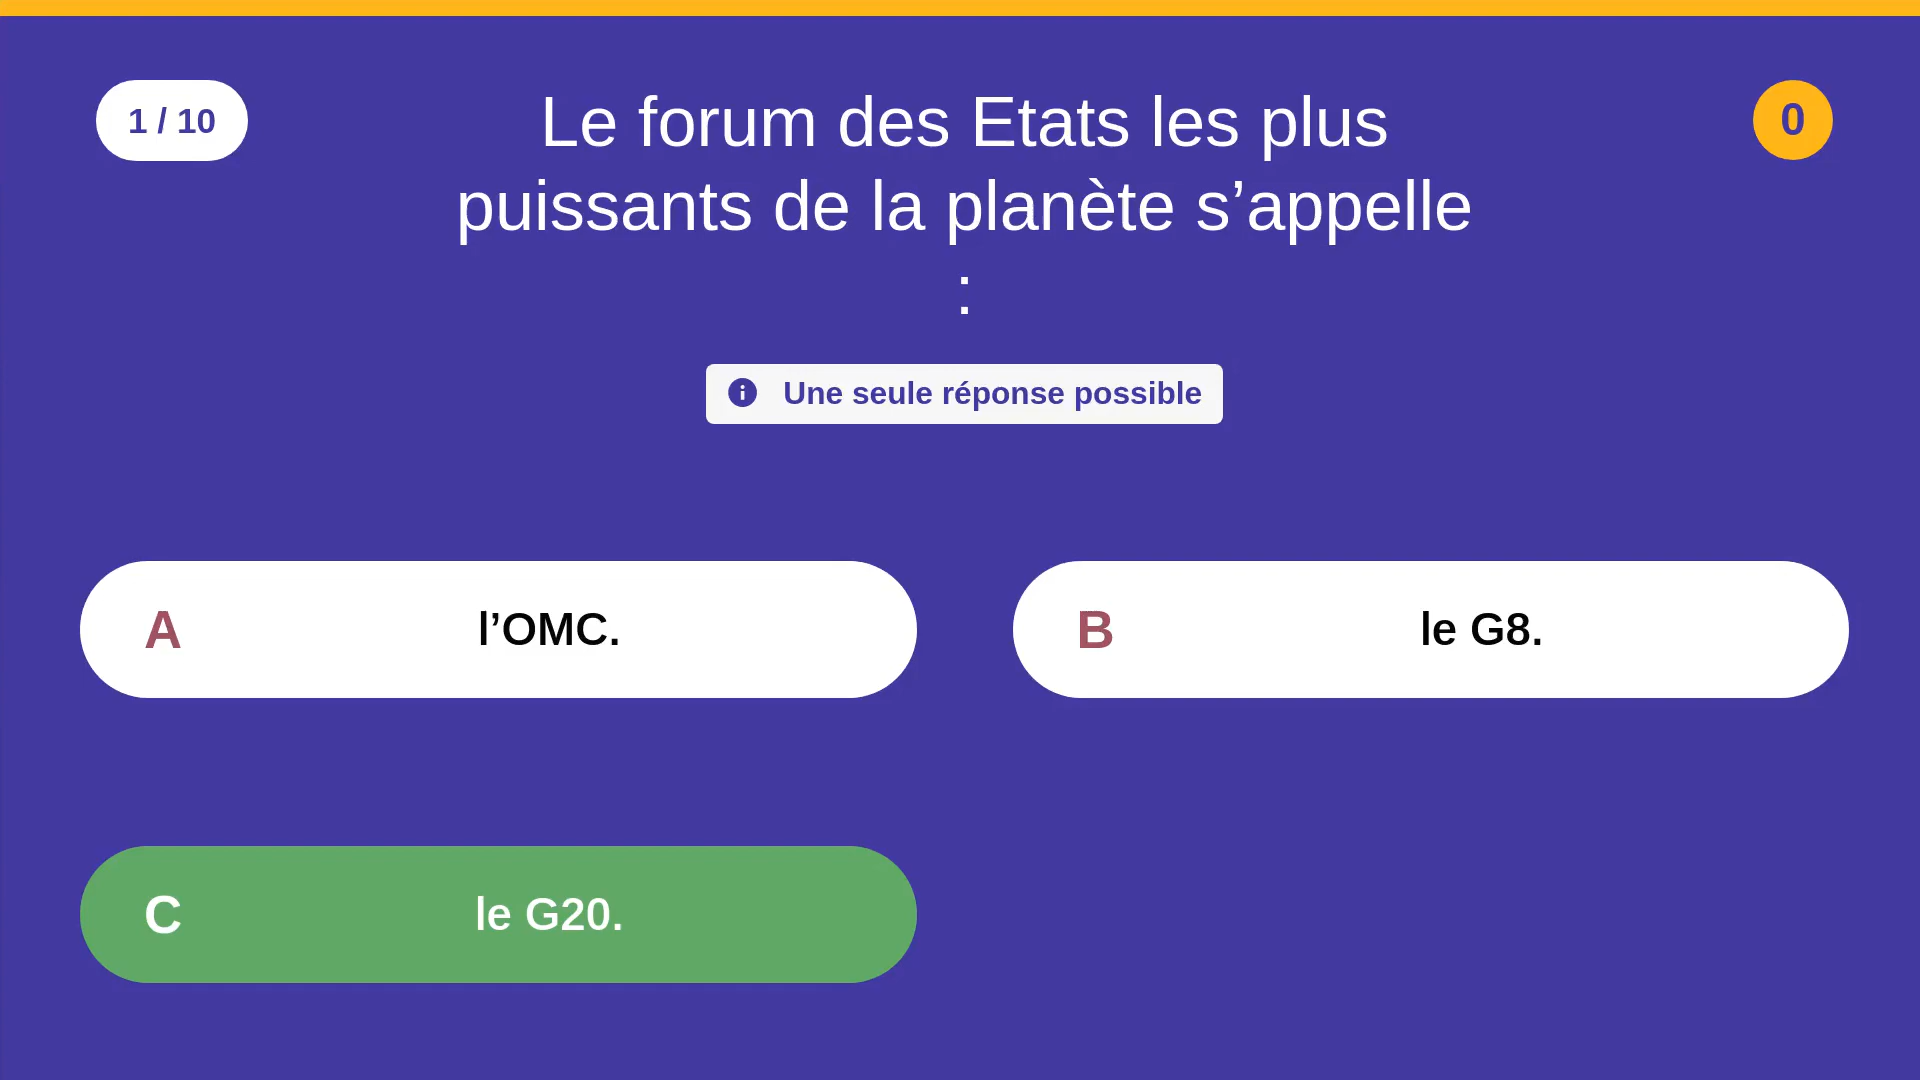 1 / 10
Le forum des Etats les plus
puissants de la planète s’appelle
:
0
Une seule réponse possible
A
l’OMC.
B
le G8.
C
le G20.